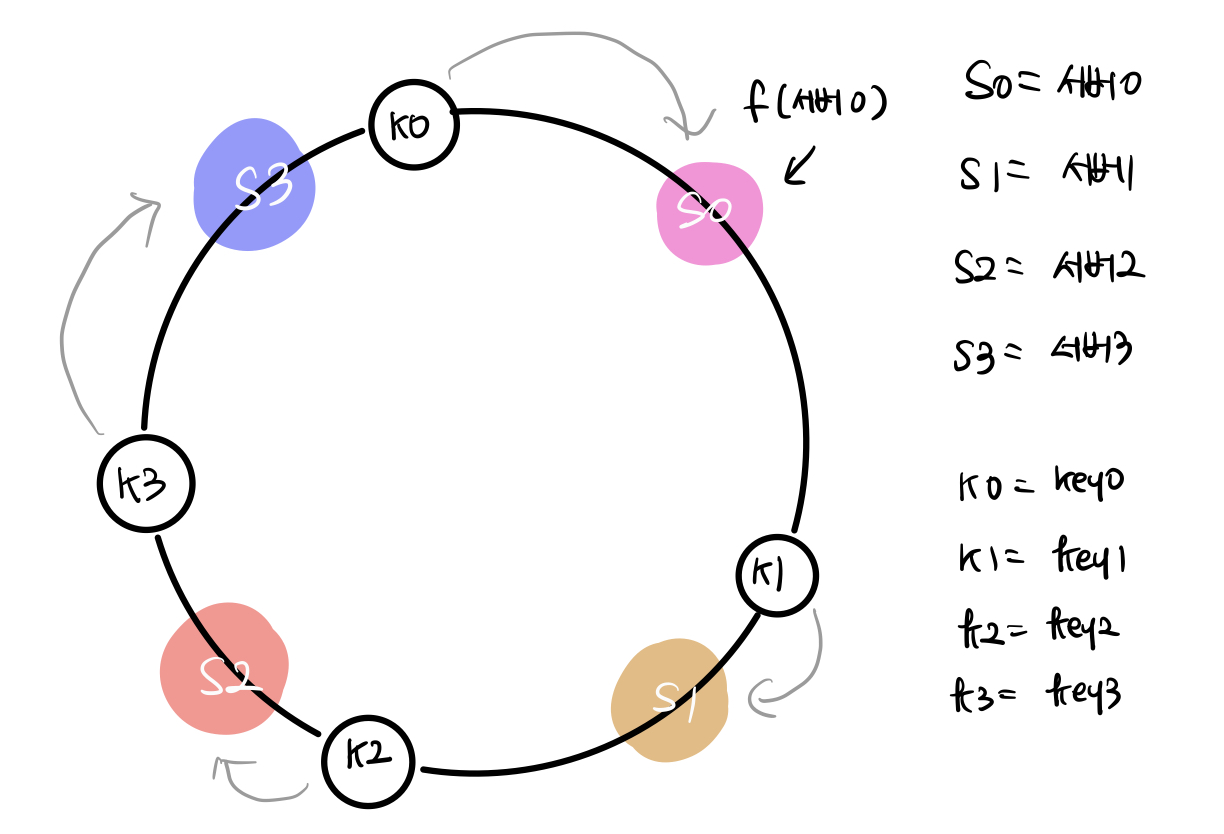 K0
S3
S0
f(서버0)
K3
K1
S2
S1
K2
S0= 서버0
S1= 서버1
S2= 서버2
S3= 서버3
K0= key0
K1= key1
k2= key2
k3= key3